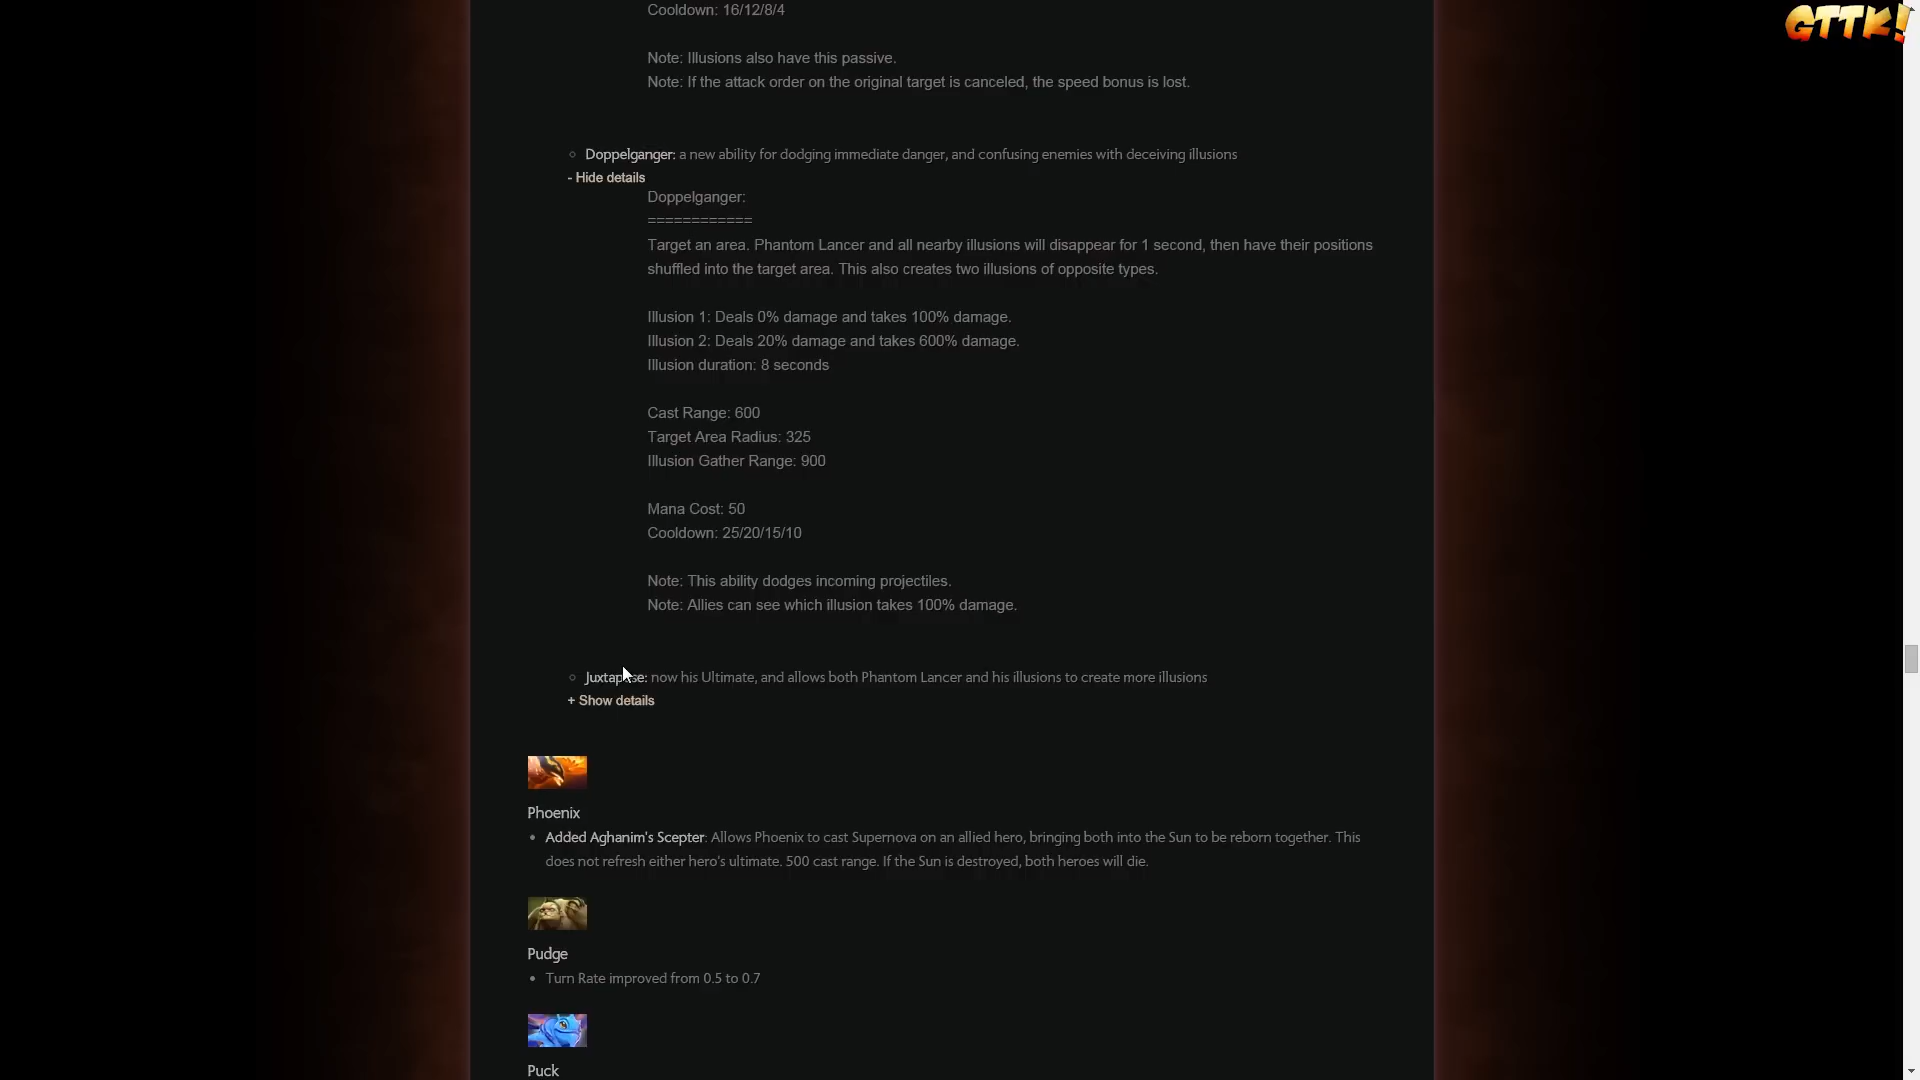 Cooldown: 16/12/8/4
GTTK!
Note: Illusions also have this passive.
Note: If the attack order on the original target is canceled, the speed bonus is lost.
Doppelganger: a new ability for dodging immediate danger, and confusing enemies with deceiving illusions
- Hide details
Doppelganger:
============
Target an area. Phantom Lancer and all nearby illusions will disappear for 1 second, then have their positions
shuffled into the target area. This also creates two illusions of opposite types.
Illusion 1: Deals 0% damage and takes 100% damage.
Illusion 2: Deals 20% damage and takes 600% damage.
Illusion duration: 8 seconds
Cast Range: 600
Target Area Radius: 325
Illusion Gather Range: 900
Mana Cost: 50
Cooldown: 25/20/15/10
Note: This ability dodges incoming projectiles.
Note: Allies can see which illusion takes 100% damage.
Juxtapose: now his Ultimate, and allows both Phantom Lancer and his illusions to create more illusions
+ Show details
Phoenix
• Added Aghanim's Scepter: Allows Phoenix to cast Supernova on an allied hero, bringing both into the Sun to be reborn together. This
does not refresh either hero's ultimate. 500 cast range. If the Sun is destroyed, both heroes will die.
Pudge
• Turn Rate improved from 0.5 to 0.7
Puck